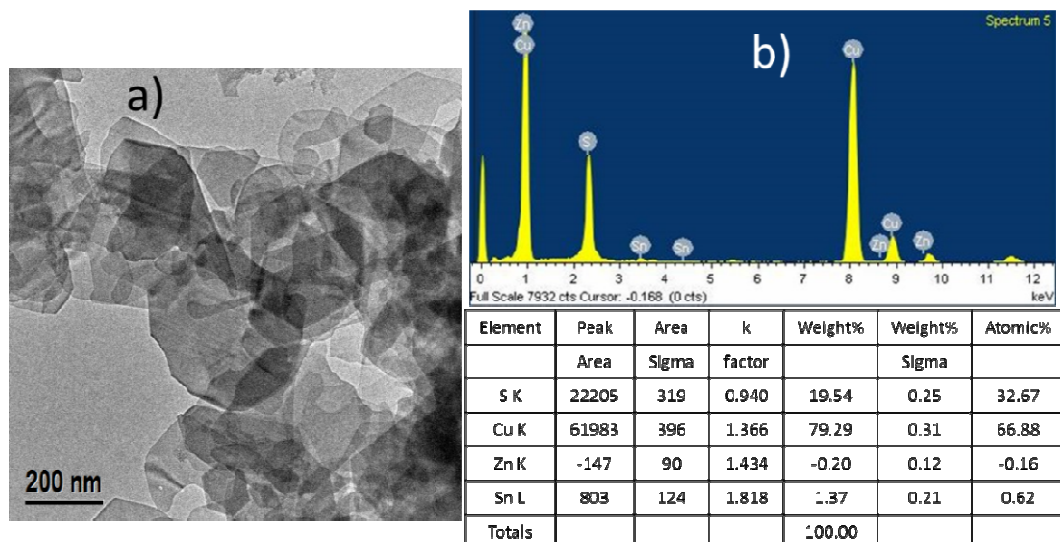 a)
200 nm
b)
Spectrum 5
Zn
Cu
S
Sn
Sn
Cu
Zn
Cu
Zn
0 1 2 3 4 5 6 7 8 9 10 11 12
Full Scale 7932 cts Cursor: -0.168 (0 cts)
keV
Element Peak Area k Weight% Weight% Atomic%
Area Sigma factor Sigma
S K 22205 319 0.940 19.54 0.25 32.67
Cu K 61983 396 1.366 79.29 0.31 66.88
Zn K -147 90 1.434 -0.20 0.12 -0.16
Sn L 803 124 1.818 1.37 0.21 0.62
Totals 100.00